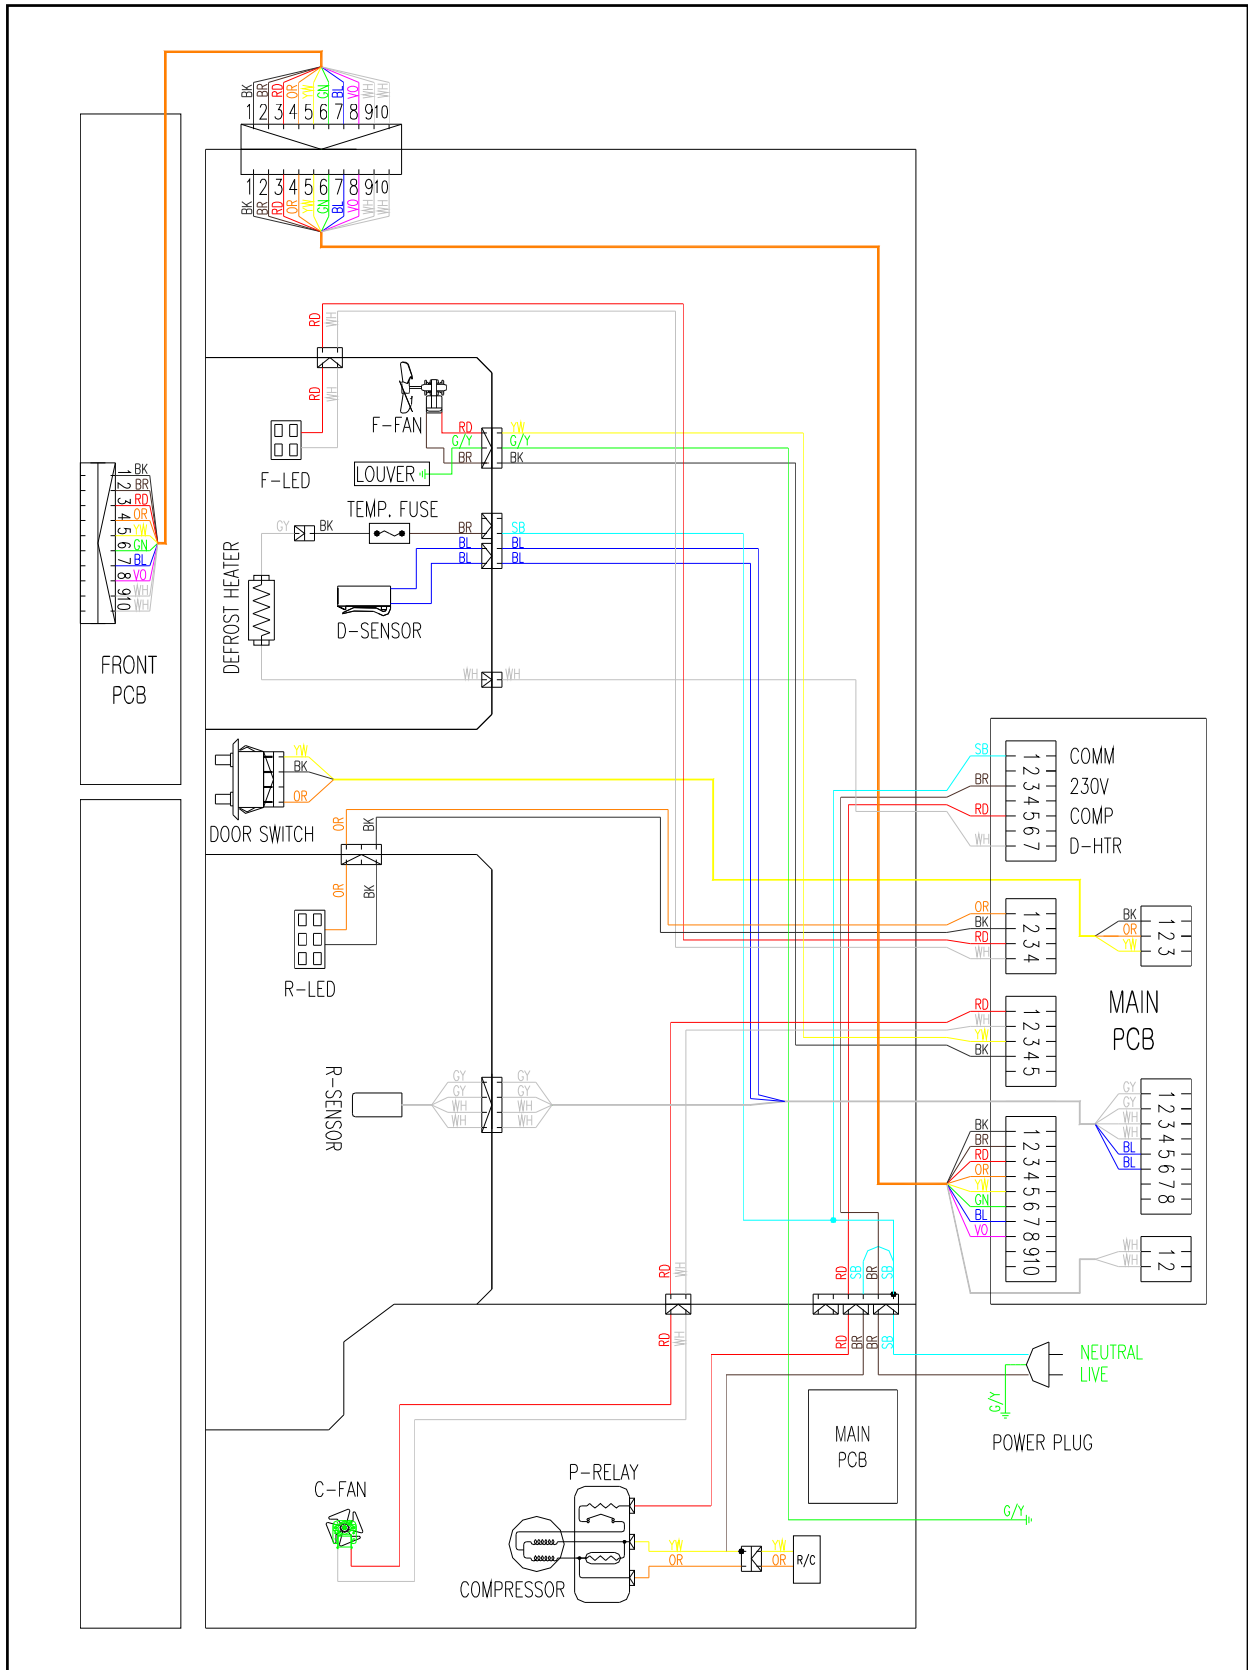 BK BR RD OR YW GN BL VO WH WH
1 2 3 4 5 6 7 8 9 10
1 2 3 4 5 6 7 8 9 10
BK BR RD OR YW GN BL VO WH WH
RD WH
RD WH
F-FAN
RD YW
G/Y G/Y
BR BK
F-LED
LOUVER
TEMP. FUSE
GY BK BR SB
BL BL
BL BL
DEFROST HEATER
D-SENSOR
WH WH
1 BK
2 BR
3 RD
4 OR
5 YW
6 GN
7 BL
8 VO
9 WH
10 WH
FRONT
PCB
YW
BK
OR
DOOR SWITCH
OR BK
OR BK
R-LED
SB 1 COMM
2
BR 3 230V
4
RD 5 COMP
6
WH 7 D-HTR
OR 1
BK 2
RD 3
WH 4
BK 1
OR 2
YW 3
MAIN
PCB
RD 1
WH 2
YW 3
BK 4
5
R-SENSOR
GY GY
GY GY
WH WH
WH WH
GY 1
GY 2
WH 3
WH 4
BL 5
BL 6
7
8
BK 1
BR 2
RD 3
OR 4
YW 5
GN 6
BL 7
VO 8
9
10
WH 1
WH 2
RD WH
RD SB BR SB
RD WH
RD BR BR SB
NEUTRAL
LIVE
G/Y
POWER PLUG
MAIN
PCB
C-FAN
P-RELAY
G/Y
YW YW
OR OR
R/C
COMPRESSOR